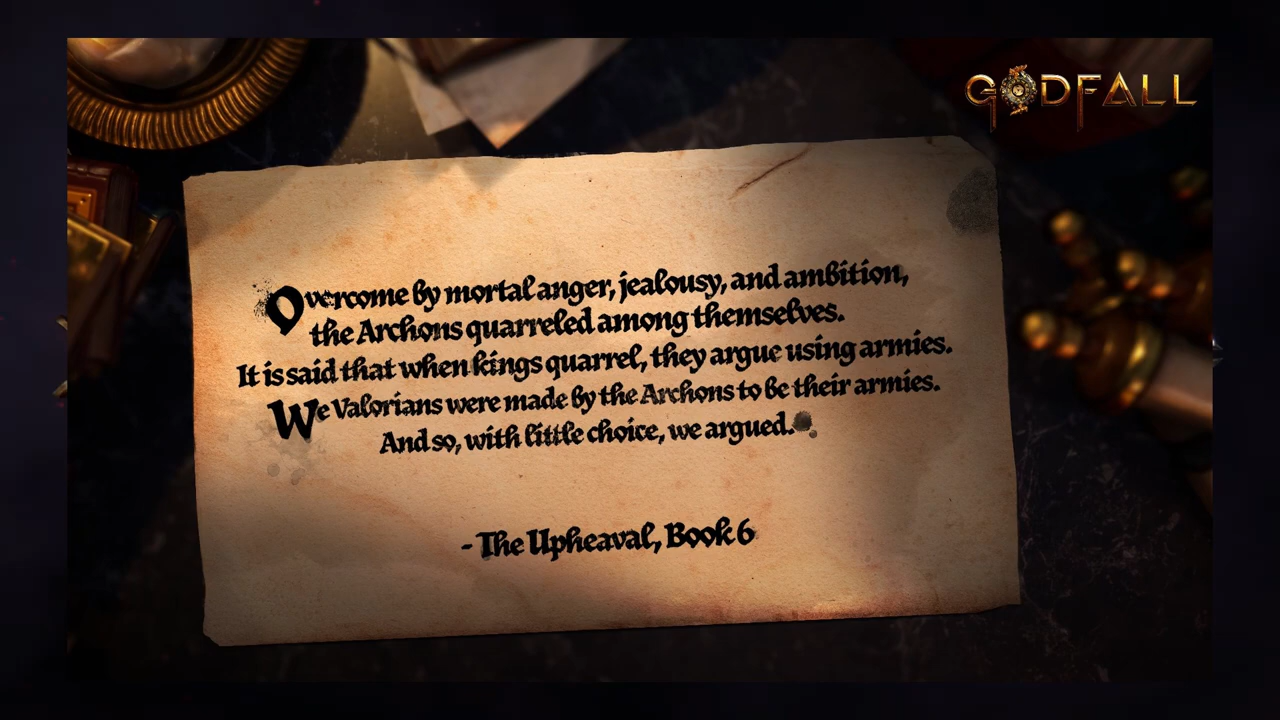 GODFALL
Overcome by mortal anger, jealousy, and ambition,
the Archons quarreled among themselves.
It is said that when kings quarrel, they argue using armies.
We Valorians were made by the Archons to be their armies.
And so, with little choice, we argued.
- The Upheaval, Book 6